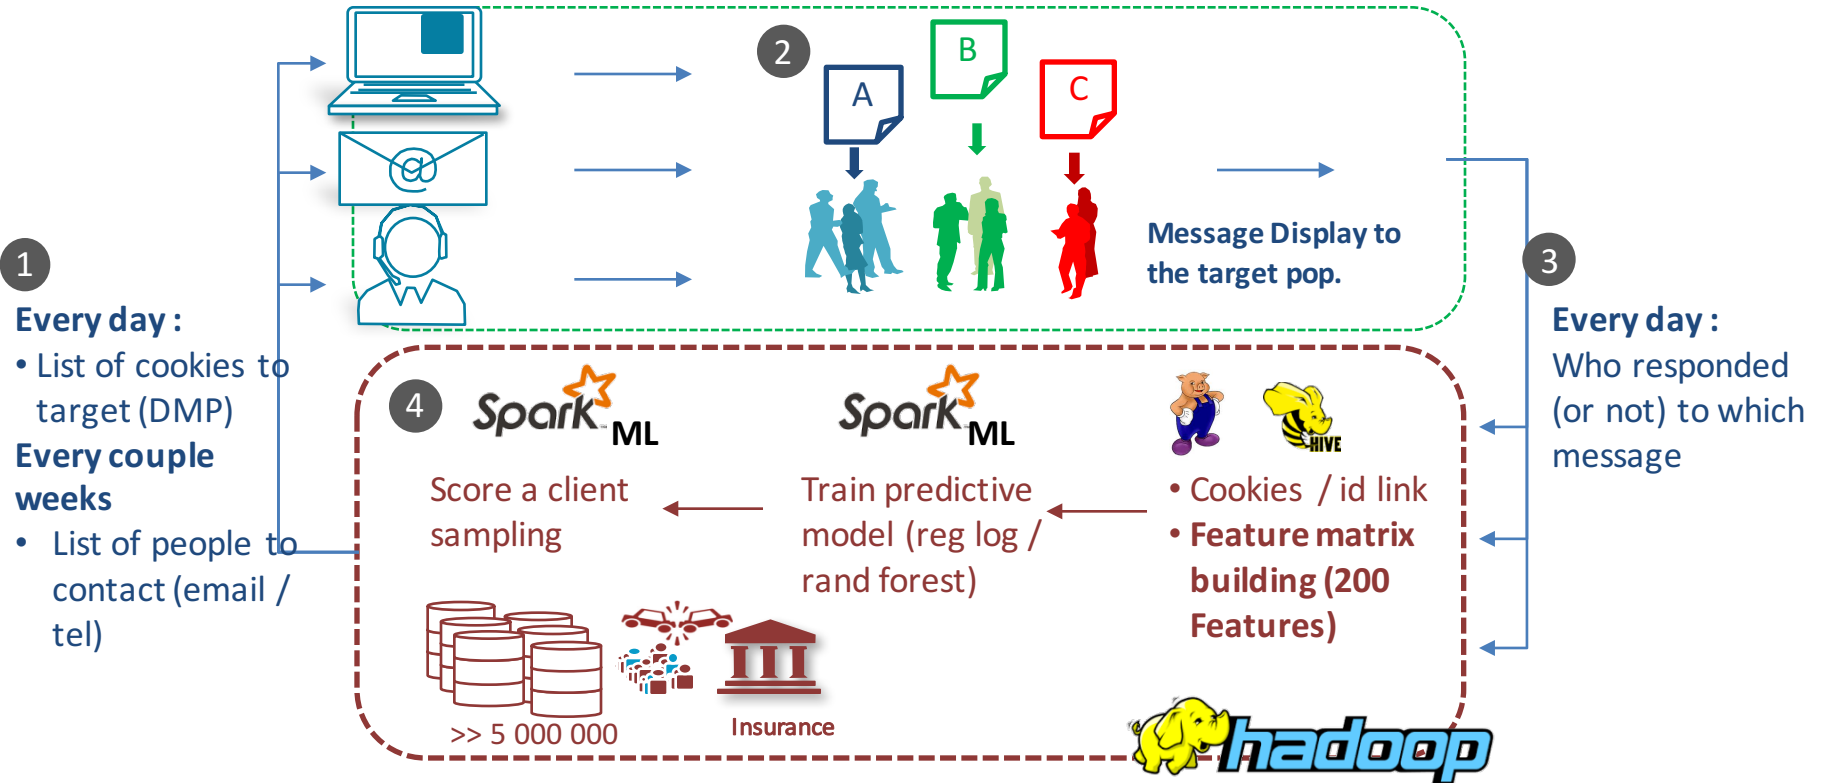 1
Every day :
• List of cookies to
target (DMP)
Every couple
weeks
• List of people to
contact (email /
tel)
@
2
A
B
C
Message Display to
the target pop.
3
Every day :
Who responded
(or not) to which
message
4
Spark ML
Score a client
sampling
>> 5 000 000
Insurance
Spark ML
Train predictive
model (reg log /
rand forest)
HIVE
• Cookies / id link
• Feature matrix
building (200
Features)
hadoop